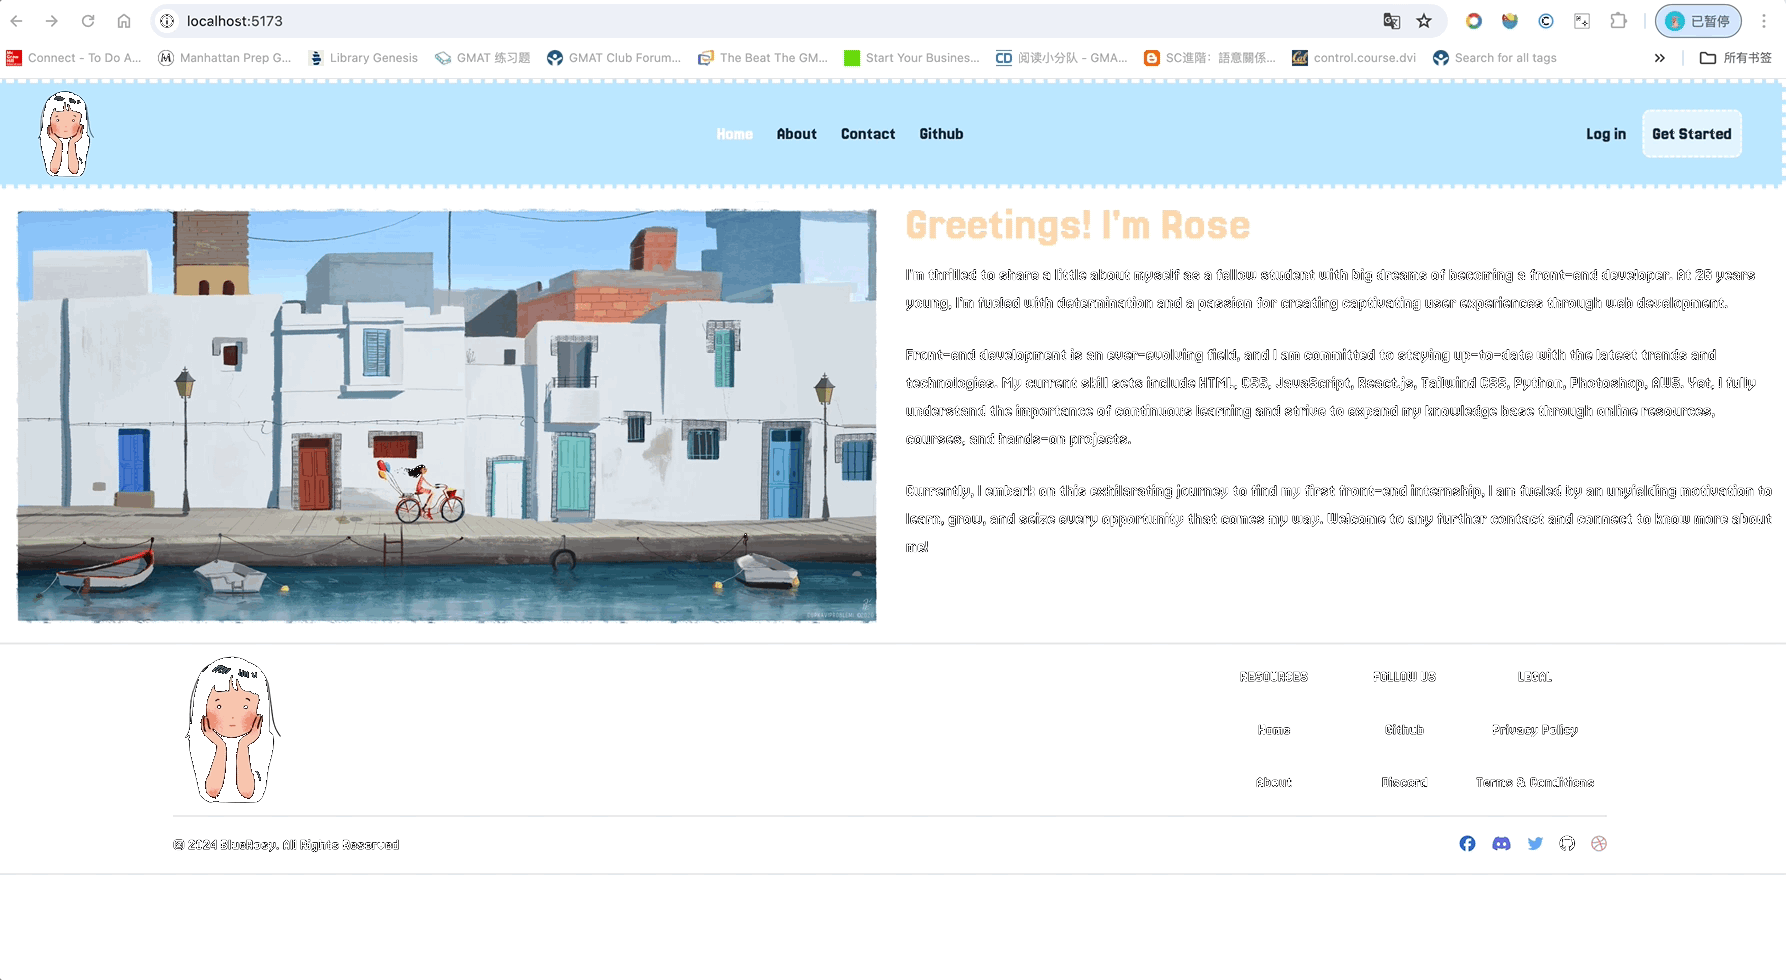 localhost:5173
已暂停
Connect - To Do A...
Manhattan Prep G...
Library Genesis
GMAT 练习题
GMAT Club Forum...
The Beat The GM...
Start Your Busines...
阅读小分队 - GMA...
SC進階：語意關係...
control.course.dvi
Search for all tags
所有书签
Home
About
Contact
Github
Log in
Get Started
Greetings! I'm Rose
I'm thrilled to share a little about myself as a fellow student with big dreams of becoming a front-end developer. At 26 years
young, I'm fueled with determination and a passion for creating captivating user experiences through web development.
Front-end development is an ever-evolving field, and I am committed to staying up-to-date with the latest trends and
technologies. My current skill sets include HTML, CSS, JavaScript, React.js, Tailwind CSS, Python, Photoshop, AWS. Yet, I fully
understand the importance of continuous learning and strive to expand my knowledge base through online resources,
courses, and hands-on projects.
Currently, I embark on this exhilarating journey to find my first front-end internship, I am fueled by an unyielding motivation to
learn, grow, and seize every opportunity that comes my way. Welcome to any further contact and connect to know more about
me!
RESOURCES
FOLLOW US
LEGAL
Home
Github
Privacy Policy
About
Discord
Terms & Conditions
© 2024 BlueRosy. All Rights Reserved